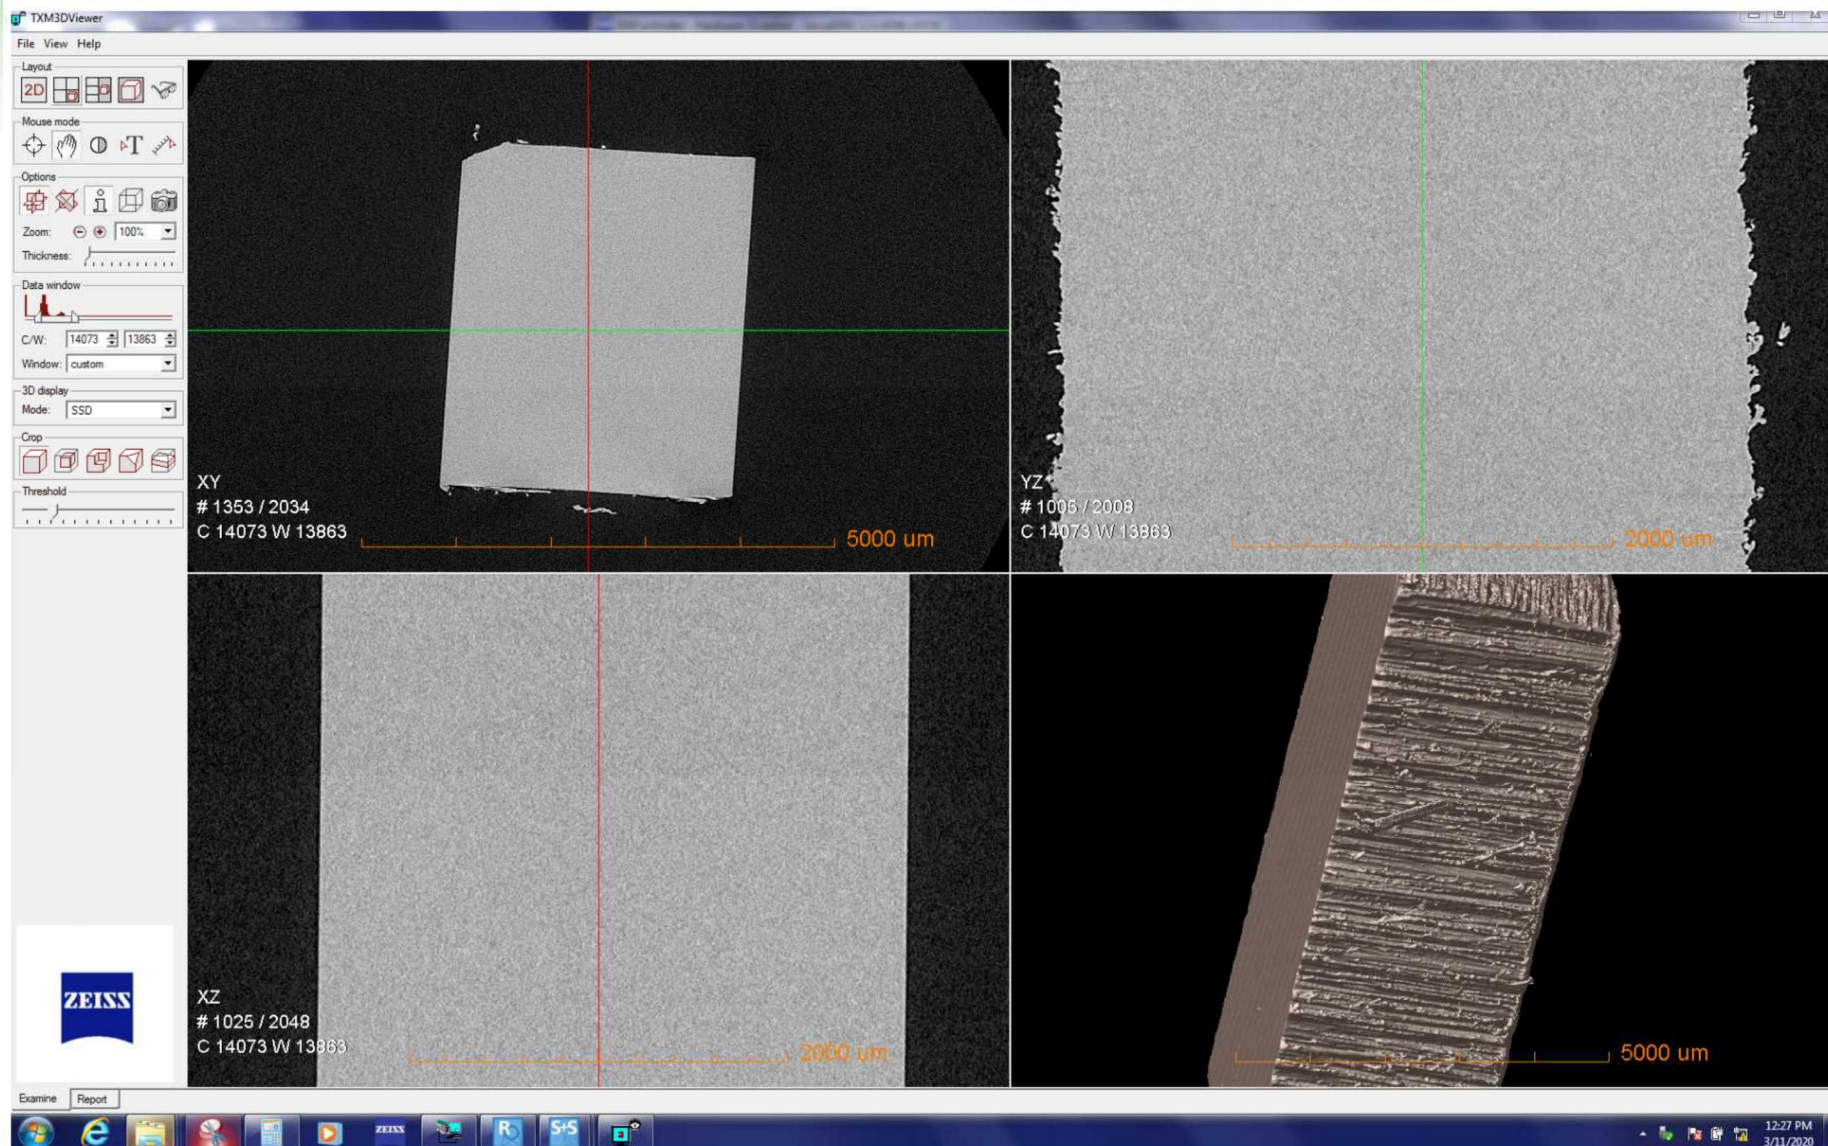 TXM3DViewer
File View Help
Layout
2D
Mouse mode
T
Options
Zoom: 100%
Thickness:
Data window
C/W: 14073 13863
Window: custom
3D display
Mode: SSD
Crop
Threshold
XY
# 1353 / 2034
C 14073 W 13863
5000 um
YZ
# 1005 / 2008
C 14073 W 13863
2000 um
XZ
# 1025 / 2048
C 14073 W 13863
2000 um
5000 um
ZEISS
Examine Report
ZEISS
S+S
12:27 PM
3/11/2020